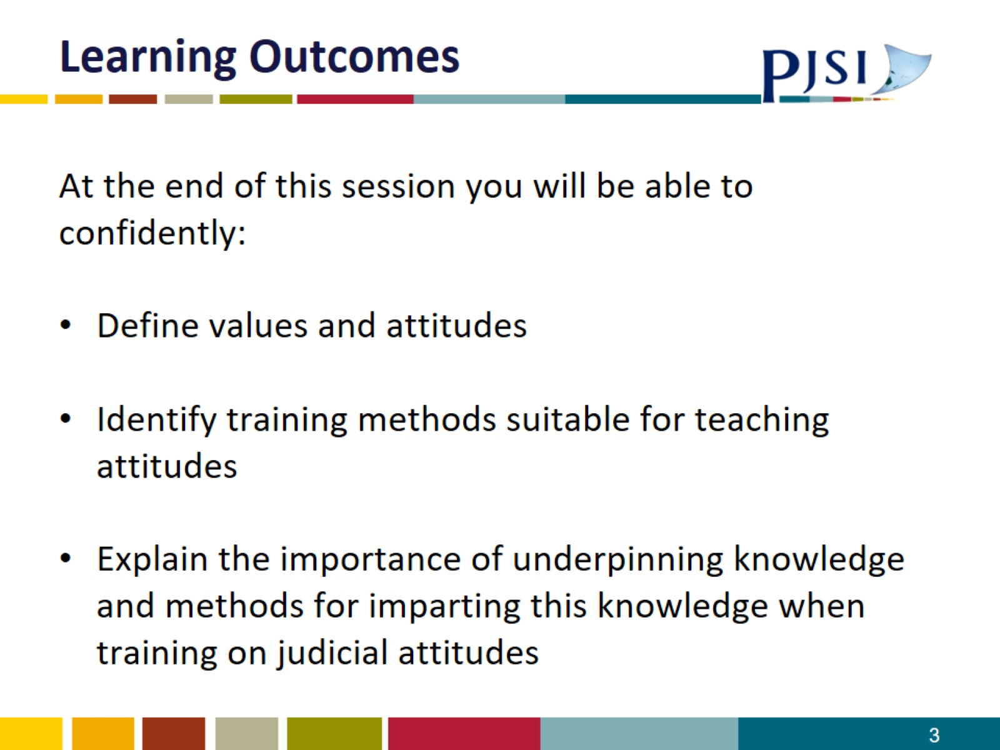 Learning Outcomes
PJSI
At the end of this session you will be able to
confidently:
• Define values and attitudes
• Identify training methods suitable for teaching
attitudes
• Explain the importance of underpinning knowledge
and methods for imparting this knowledge when
training on judicial attitudes
3